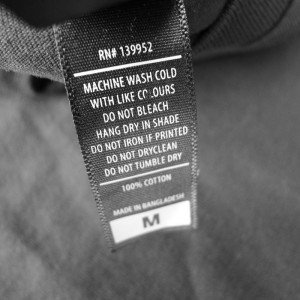 RN# 139952
MACHINE WASH COLD
WITH LIKE COLOURS
DO NOT BLEACH
HANG DRY IN SHADE
DO NOT IRON IF PRINTED
DO NOT DRYCLEAN
DO NOT TUMBLE DRY
100% COTTON
MADE IN BANGLADESH
M